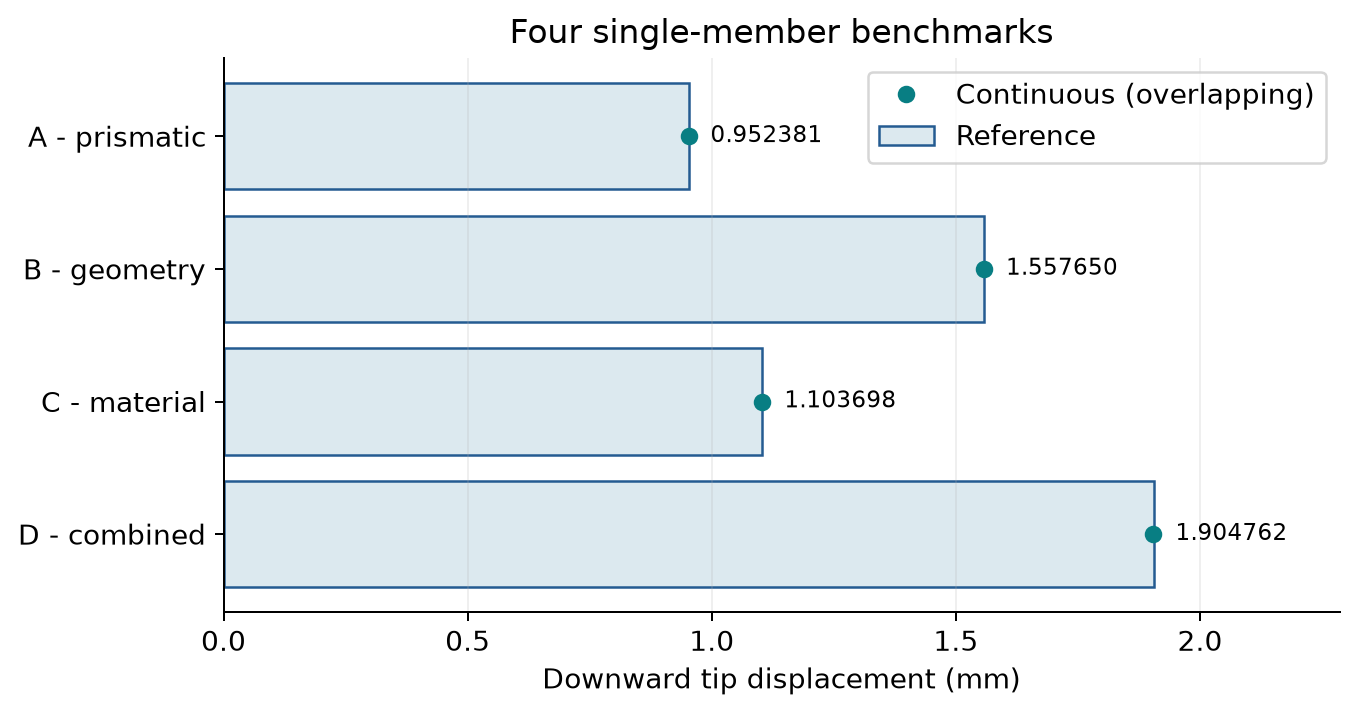 Four single-member benchmarks
Continuous (overlapping)
Reference
A - prismatic
0.952381
B - geometry
1.557650
C - material
1.103698
D - combined
1.904762
0.0 0.5 1.0 1.5 2.0
Downward tip displacement (mm)